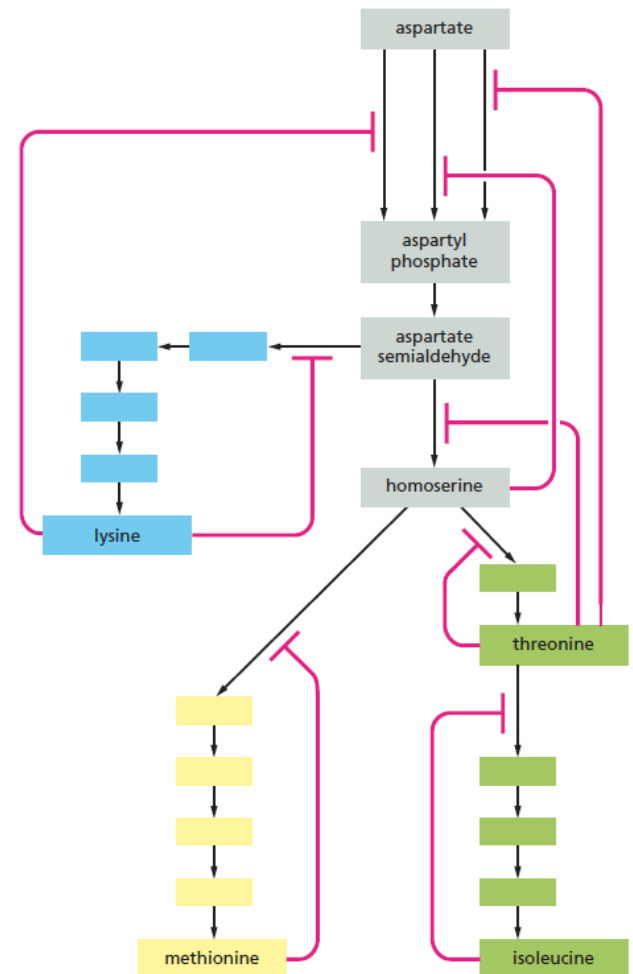 aspartate
aspartyl
phosphate
aspartate
semialdehyde
homoserine
lysine
threonine
methionine
isoleucine